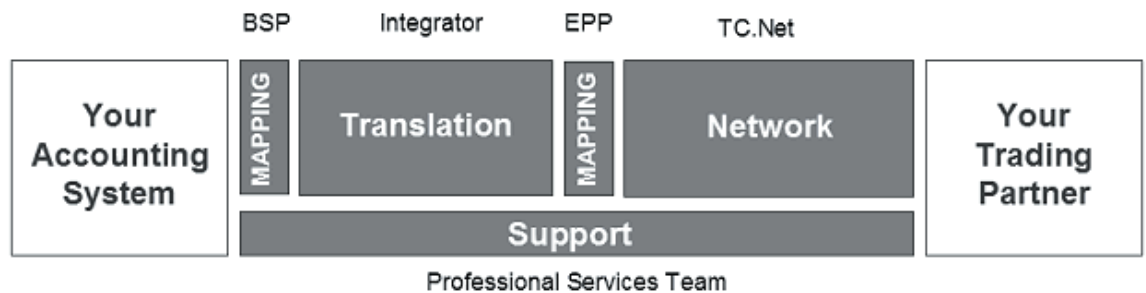 BSP Integrator EPP TC.Net
Your
Accounting
System
MAPPING
Translation
MAPPING
Network
Your
Trading
Partner
Support
Professional Services Team